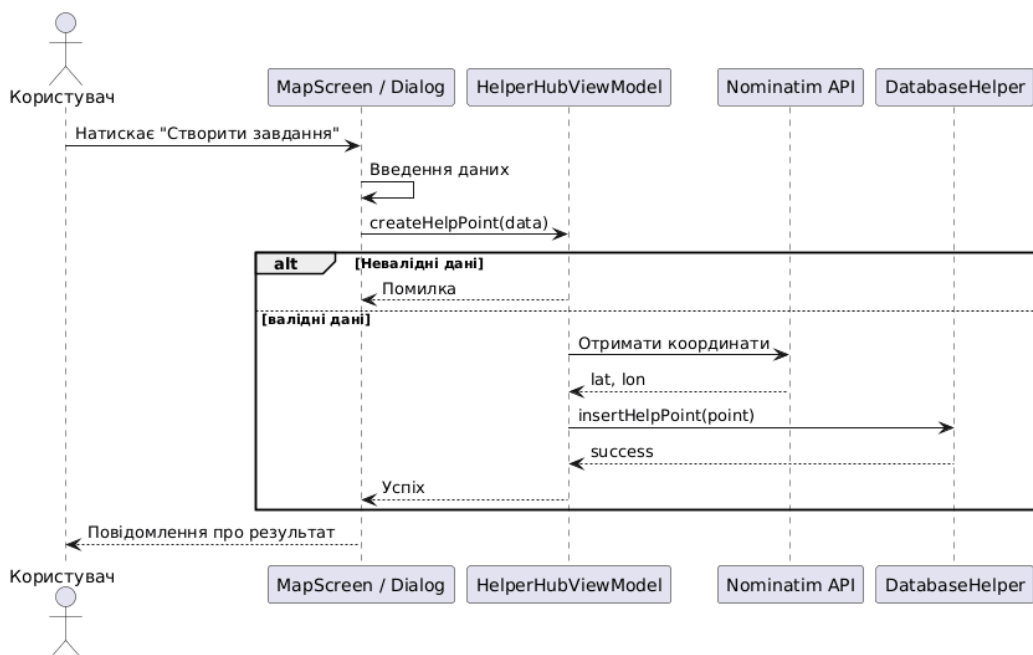 Користувач
MapScreen / Dialog
HelperHubViewModel
Nominatim API
DatabaseHelper
Натискає "Створити завдання"
Введення даних
createHelpPoint(data)
alt
[Невалідні дані]
Помилка
[валідні дані]
Отримати координати
lat, lon
insertHelpPoint(point)
success
Успіх
Повідомлення про результат
Користувач
MapScreen / Dialog
HelperHubViewModel
Nominatim API
DatabaseHelper